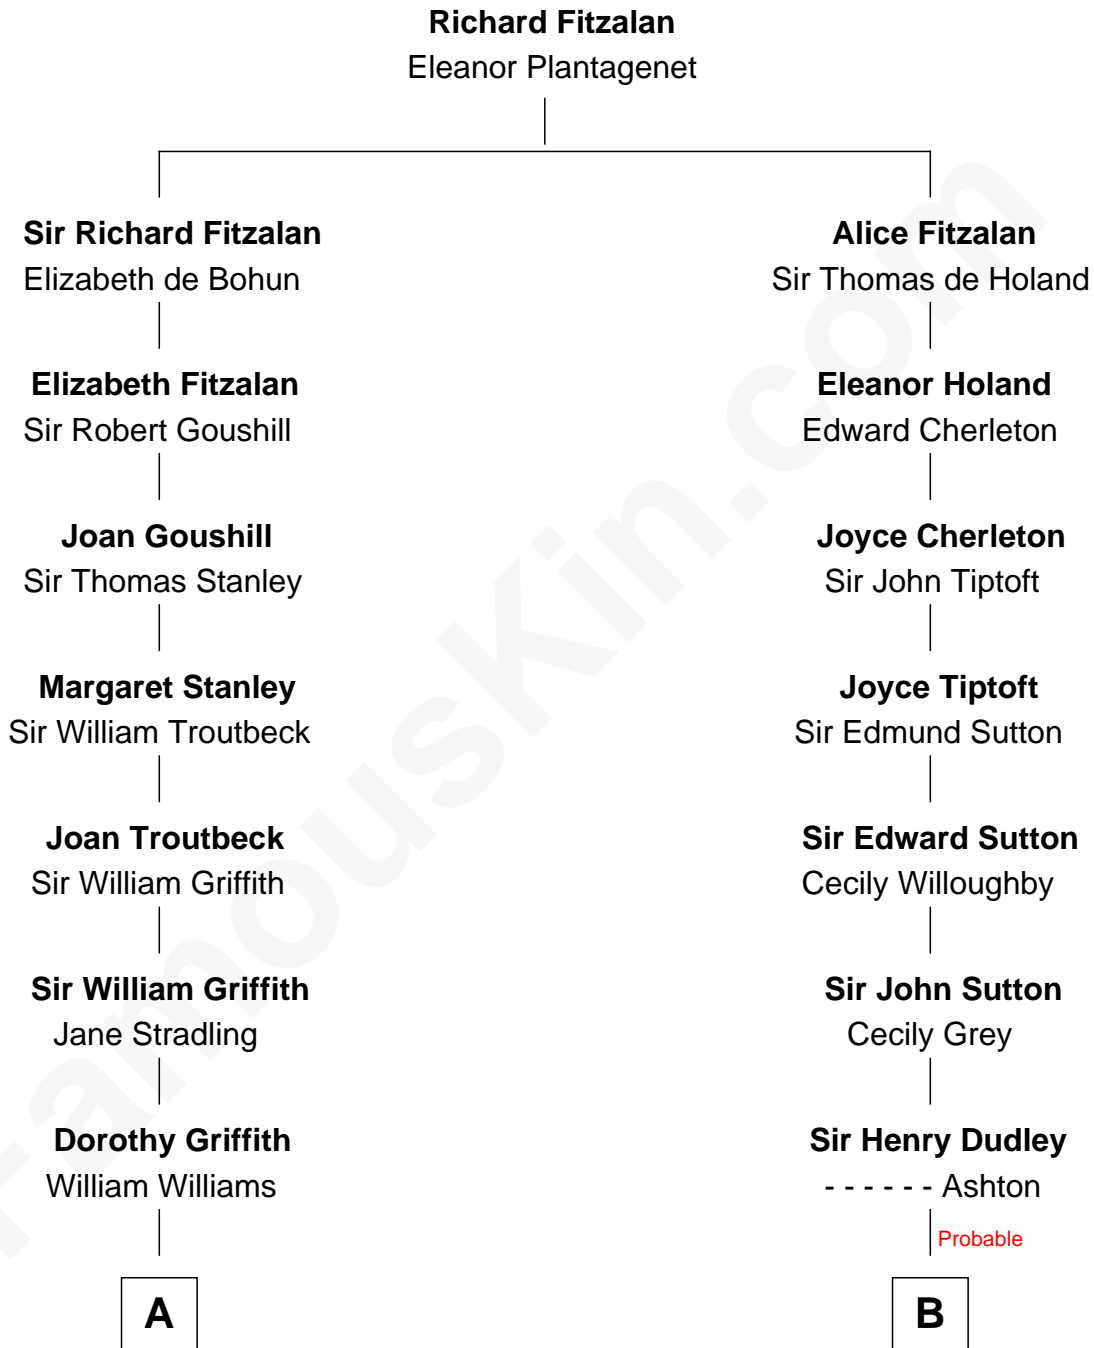 Richard Fitzalan
Eleanor Plantagenet
Sir Richard Fitzalan
Elizabeth de Bohun
Alice Fitzalan
Sir Thomas de Holand
Elizabeth Fitzalan
Sir Robert Goushill
Eleanor Holand
Edward Cherleton
Joan Goushill
Sir Thomas Stanley
Joyce Cherleton
Sir John Tiptoft
Margaret Stanley
Sir William Troutbeck
Joyce Tiptoft
Sir Edmund Sutton
Joan Troutbeck
Sir William Griffith
Sir Edward Sutton
Cecily Willoughby
Sir William Griffith
Jane Stradling
Sir John Sutton
Cecily Grey
Dorothy Griffith
William Williams
Sir Henry Dudley
- - - - - - Ashton
Probable
A
B
FamousKin.com